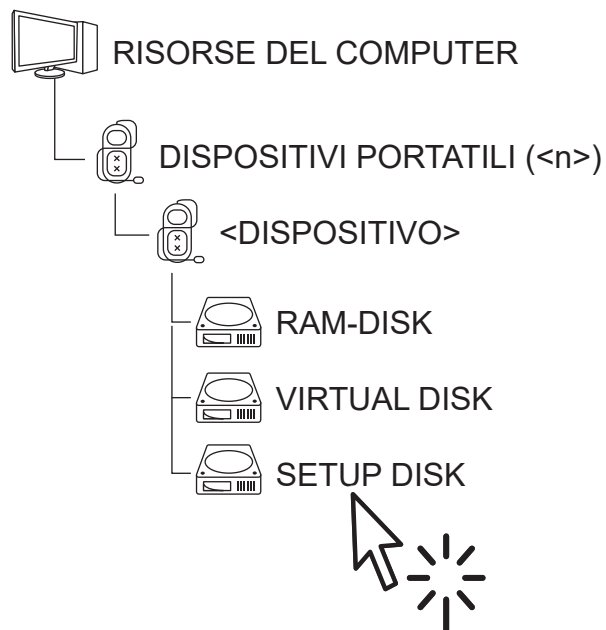 RISORSE DEL COMPUTER
DISPOSITIVI PORTATILI (<n>)
<DISPOSITIVO>
RAM-DISK
VIRTUAL DISK
SETUP DISK